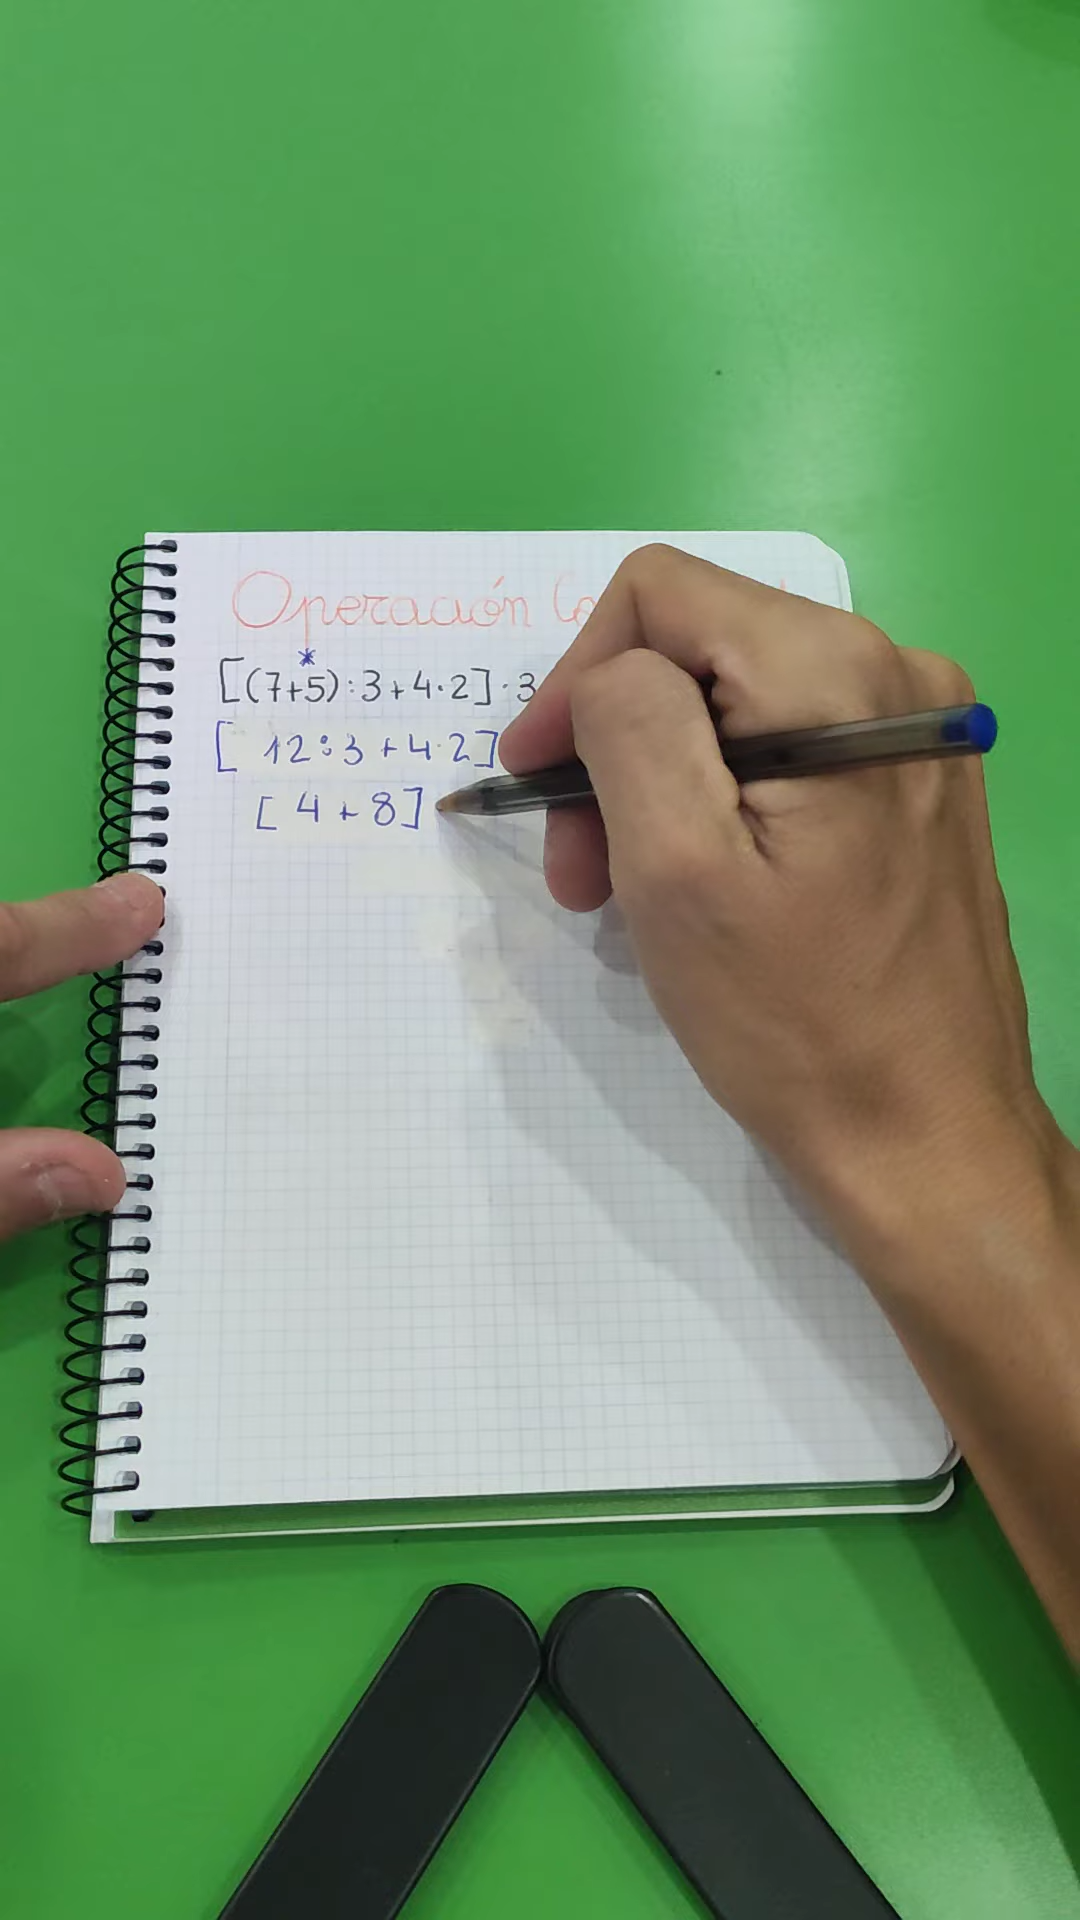 Operación
*
[(7+5):3+4·2]·3
[ 12:3+4·2]
[ 4+8]